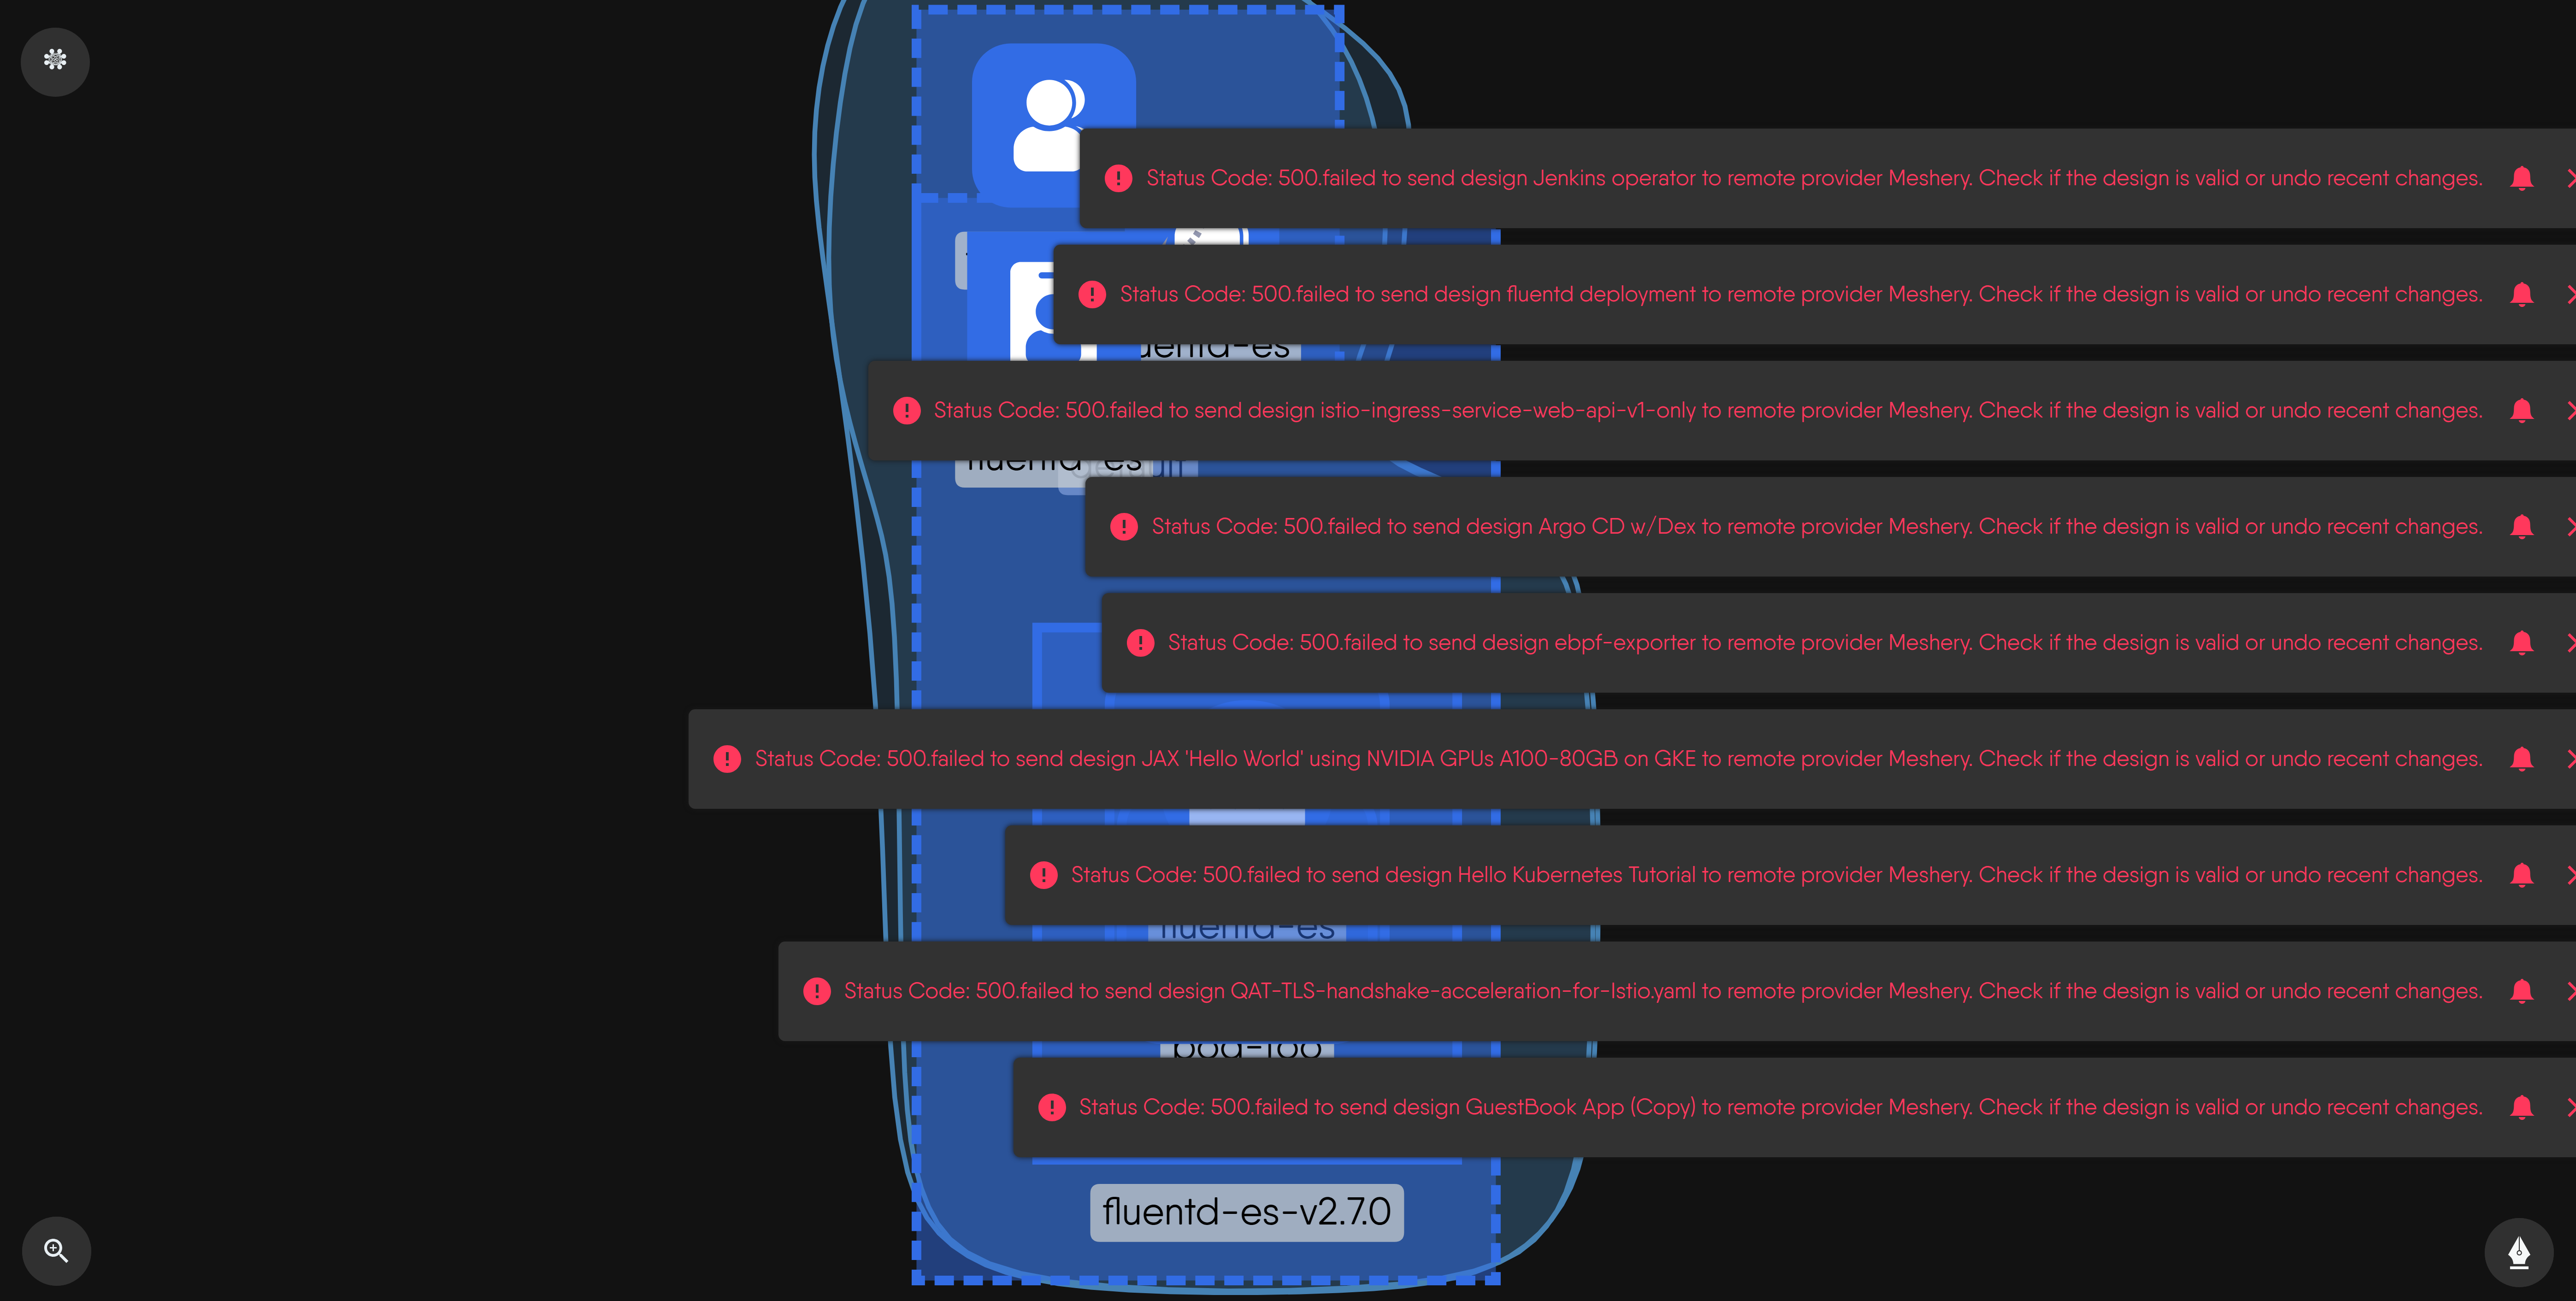 Status Code: 500.failed to send design Jenkins operator to remote provider Meshery. Check if the design is valid or undo recent changes.
Status Code: 500.failed to send design fluentd deployment to remote provider Meshery. Check if the design is valid or undo recent changes.
fluentd-es
Status Code: 500.failed to send design istio-ingress-service-web-api-v1-only to remote provider Meshery. Check if the design is valid or undo recent changes.
fluentd-es
Status Code: 500.failed to send design Argo CD w/Dex to remote provider Meshery. Check if the design is valid or undo recent changes.
Status Code: 500.failed to send design ebpf-exporter to remote provider Meshery. Check if the design is valid or undo recent changes.
Status Code: 500.failed to send design JAX 'Hello World' using NVIDIA GPUs A100-80GB on GKE to remote provider Meshery. Check if the design is valid or undo recent changes.
Status Code: 500.failed to send design Hello Kubernetes Tutorial to remote provider Meshery. Check if the design is valid or undo recent changes.
fluentd-es
Status Code: 500.failed to send design QAT-TLS-handshake-acceleration-for-Istio.yaml to remote provider Meshery. Check if the design is valid or undo recent changes.
pod-foo
Status Code: 500.failed to send design GuestBook App (Copy) to remote provider Meshery. Check if the design is valid or undo recent changes.
fluentd-es-v2.7.0